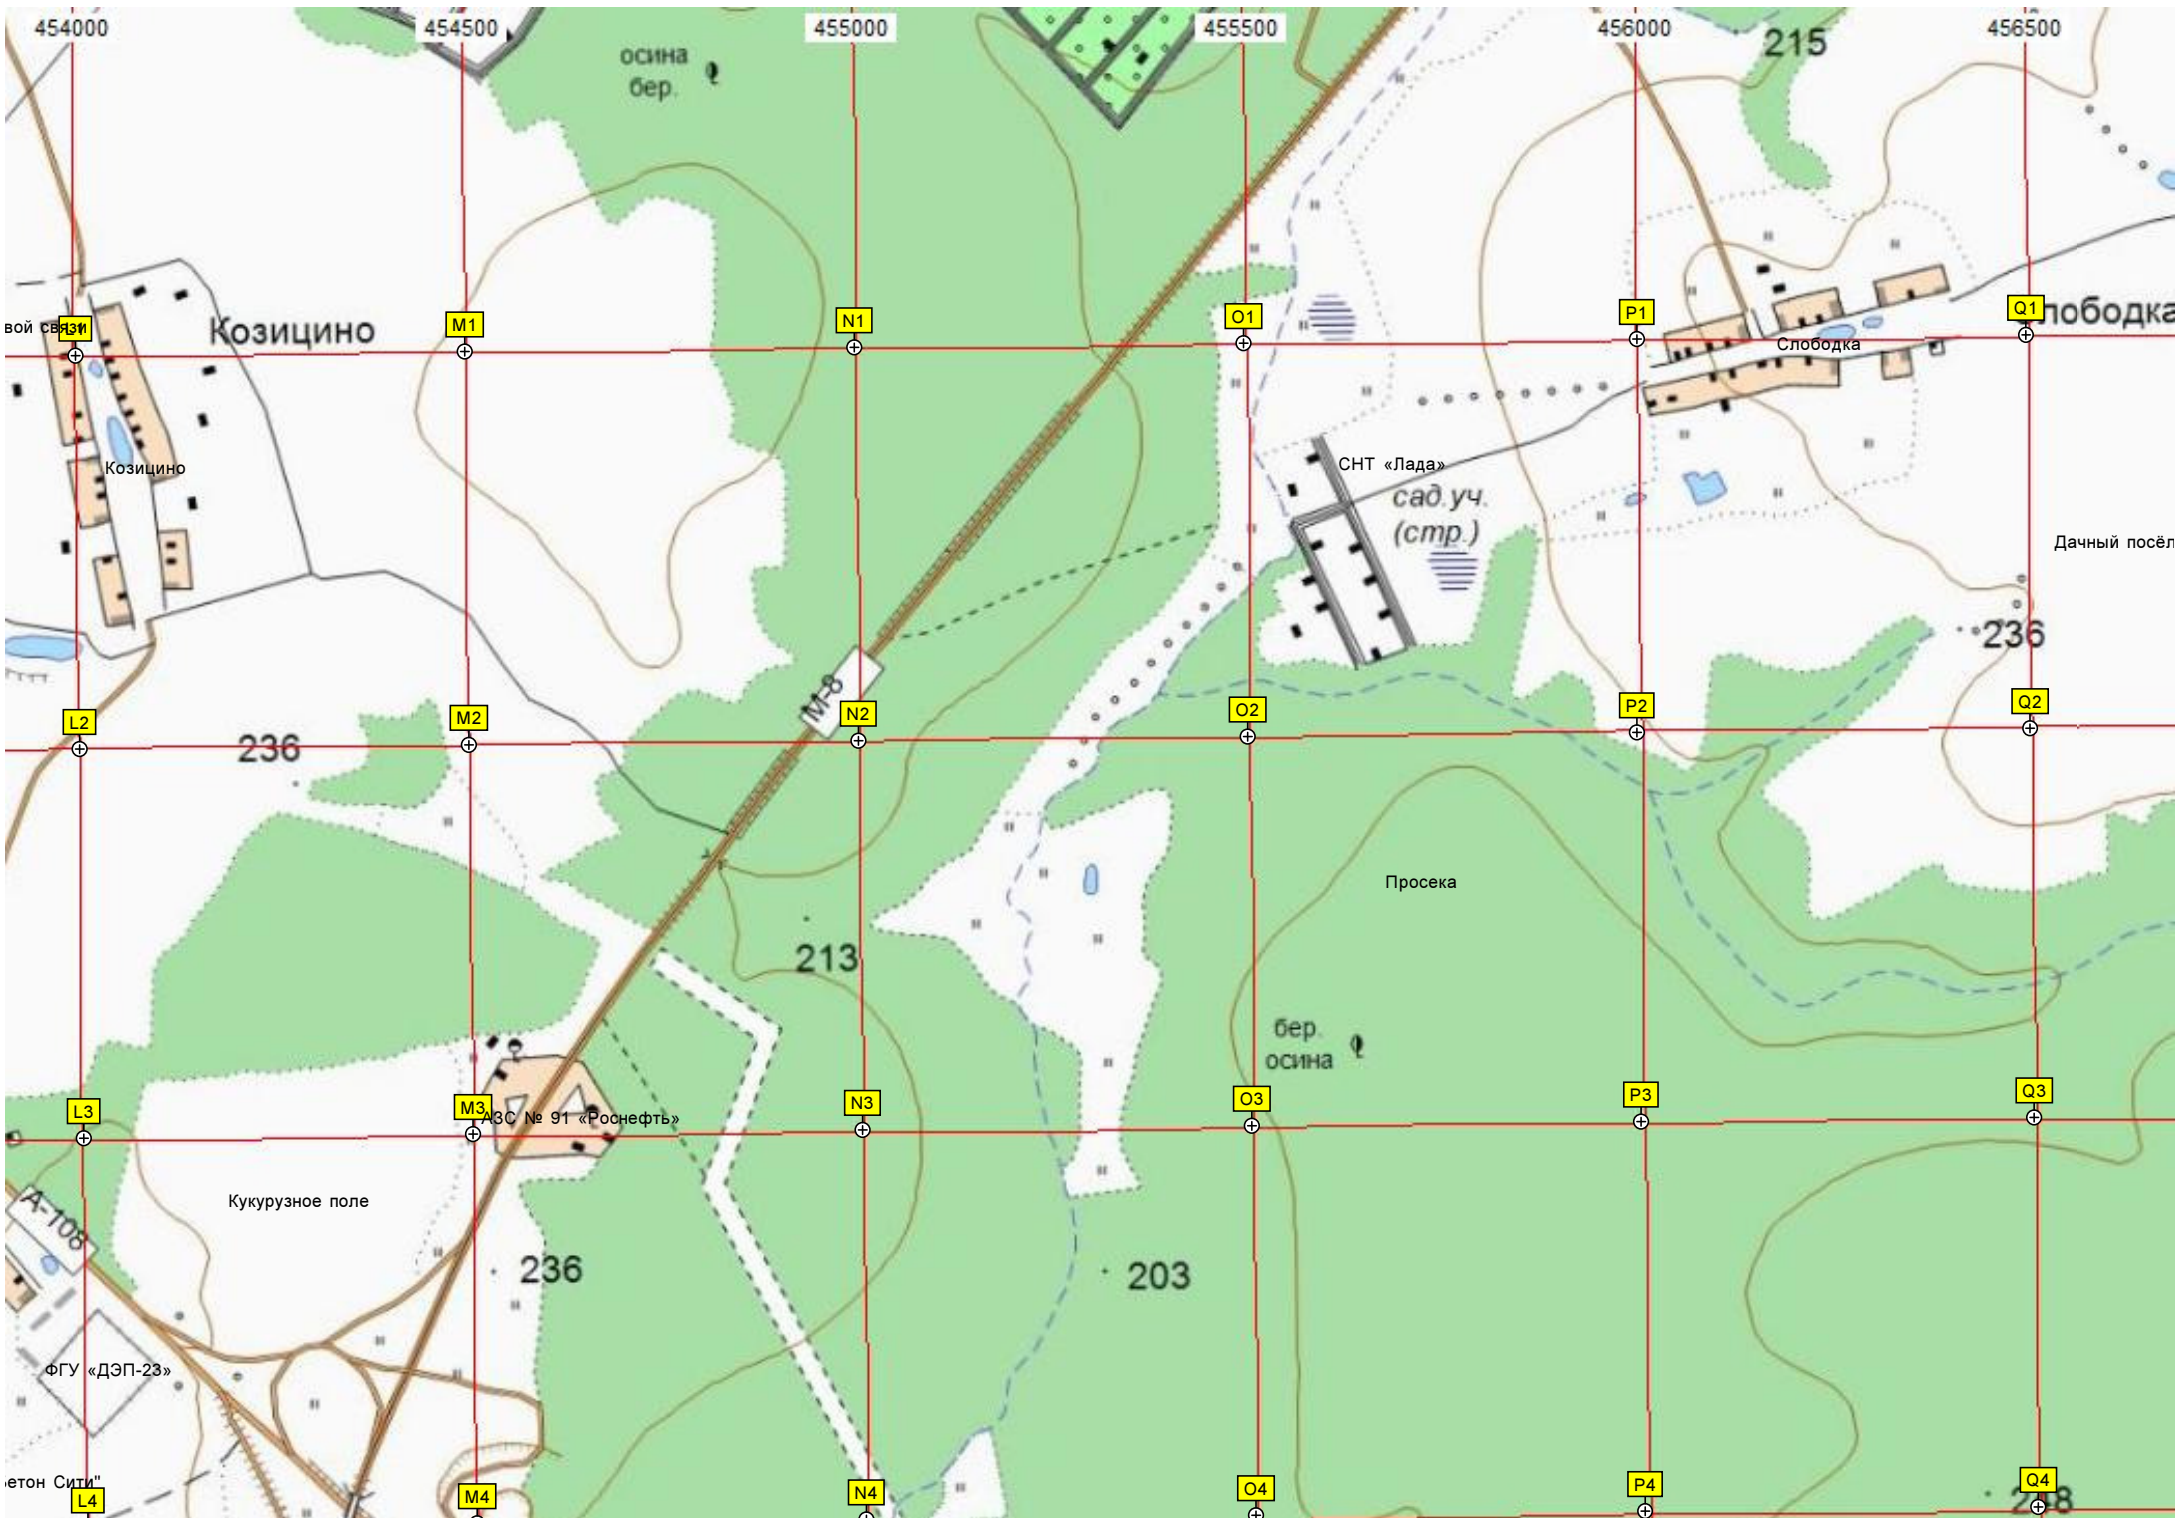 454000
454500
455000
455500
456000
456500
215
осина
бер.
вой связи
L1
Козицино
M1
N1
O1
P1
Q1
Слободка
Козицино
СНТ «Лада»
сад.уч.
(стр.)
Дачный посёл
236
М-8
L2
M2
N2
O2
P2
Q2
236
Просека
213
бер.
осина
L3
M3
АЗС № 91 «Роснефть»
N3
O3
P3
Q3
Кукурузное поле
А-108
236
203
ФГУ «ДЭП-23»
етон Сити"
L4
M4
N4
O4
P4
Q4